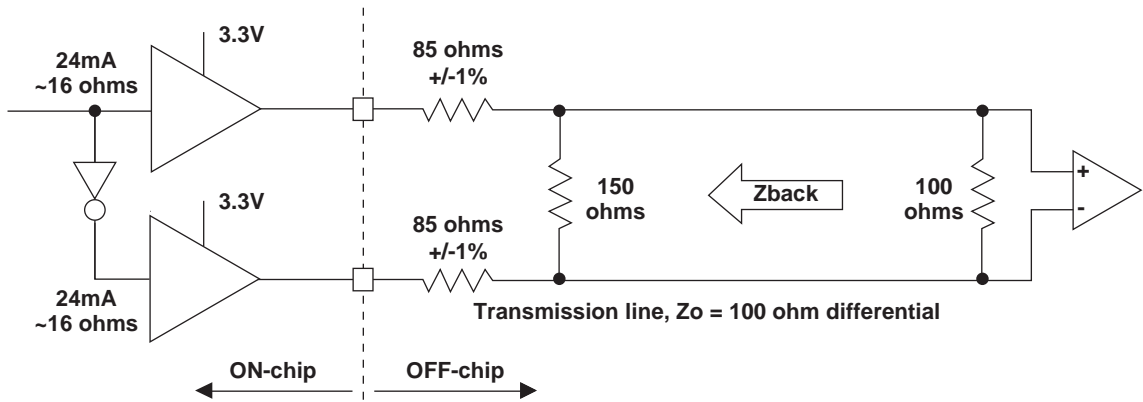 3.3V
24mA
~16 ohms
85 ohms
+/-1%
150
ohms
Zback
100
ohms
+
-
3.3V
85 ohms
+/-1%
24mA
~16 ohms
Transmission line, Zo = 100 ohm differential
ON-chip
OFF-chip